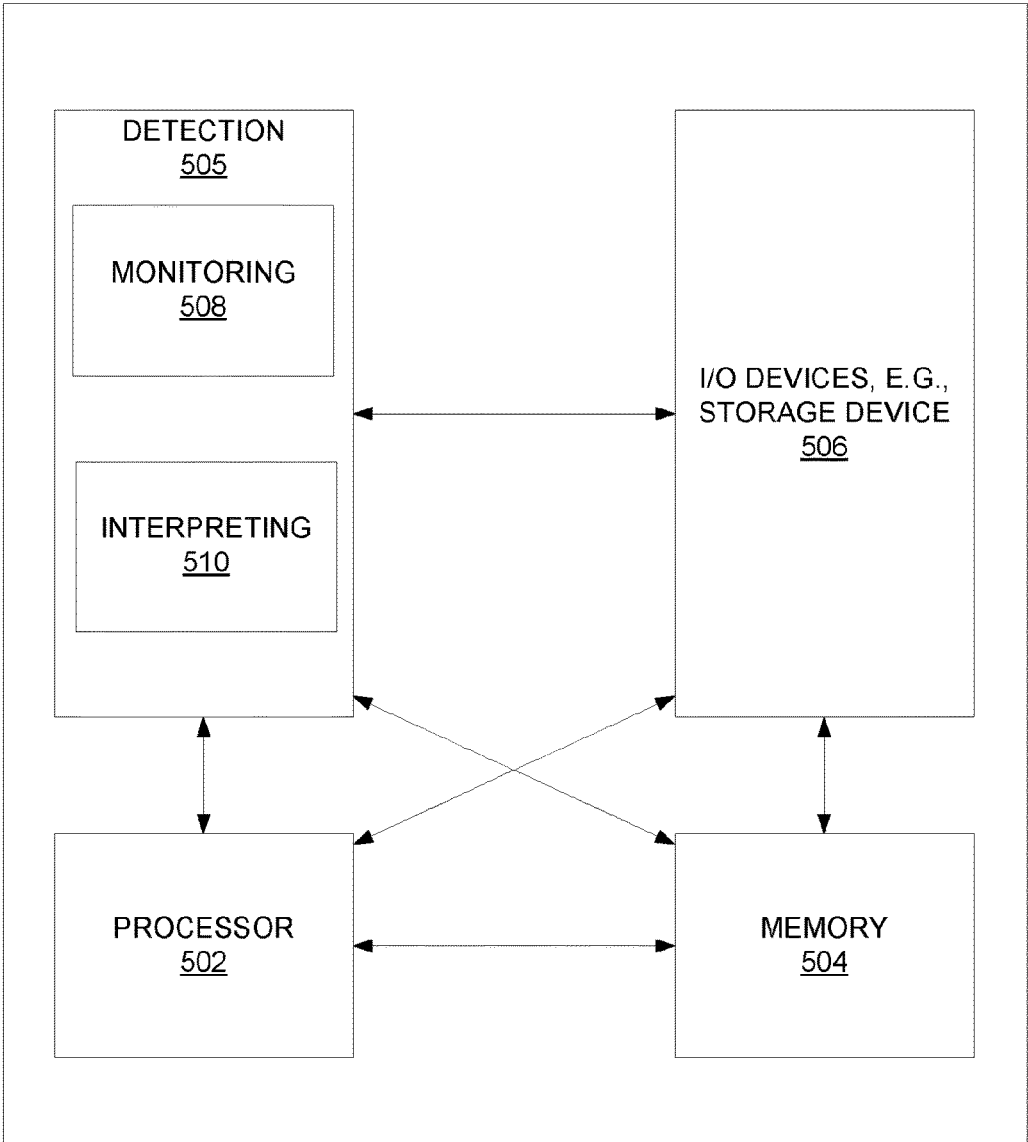 DETECTION
505
MONITORING
508
INTERPRETING
510
I/O DEVICES, E.G.,
STORAGE DEVICE
506
PROCESSOR
502
MEMORY
504